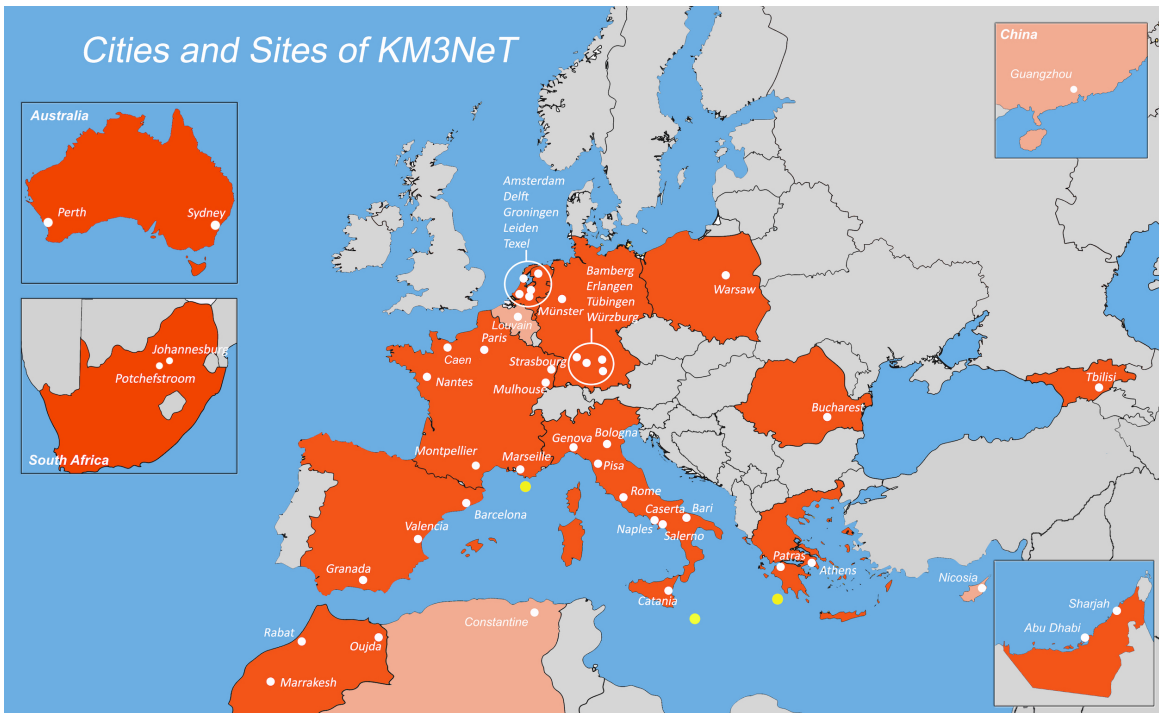 Cities and Sites of KM3NeT
China
Guangzhou
Australia
Perth
Sydney
Amsterdam
Delft
Groningen
Leiden
Texel
Bamberg
Erlangen
Tübingen
Würzburg
Warsaw
Münster
Louvain
Paris
Caen
Strasbourg
Nantes
Mulhouse
Johannesburg
Potchefstroom
South Africa
Tbilisi
Bucharest
Genova
Bologna
Montpellier
Marseille
Pisa
Rome
Barcelona
Caserta
Bari
Naples
Salerno
Valencia
Granada
Patras
Athens
Catania
Nicosia
Constantine
Rabat
Oujda
Marrakesh
Sharjah
Abu Dhabi